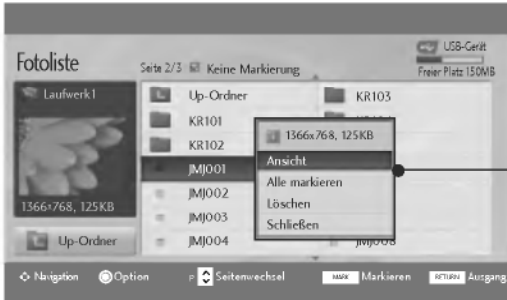 USB-Gerät
Freier Platz 150MB
Fotoliste
Seite 2/3 Keine Markierung
Laufwerk1
1366x768, 125KB
Up-Ordner
Up-Ordner
KR101
KR102
JMJ001
JMJ002
JMJ003
JMJ004
KR103
JMJ008
1366x768, 125KB
Ansicht
Alle markieren
Löschen
Schließen
Navigation Option P Seitenwechsel MARK Markieren RETURN Ausgang